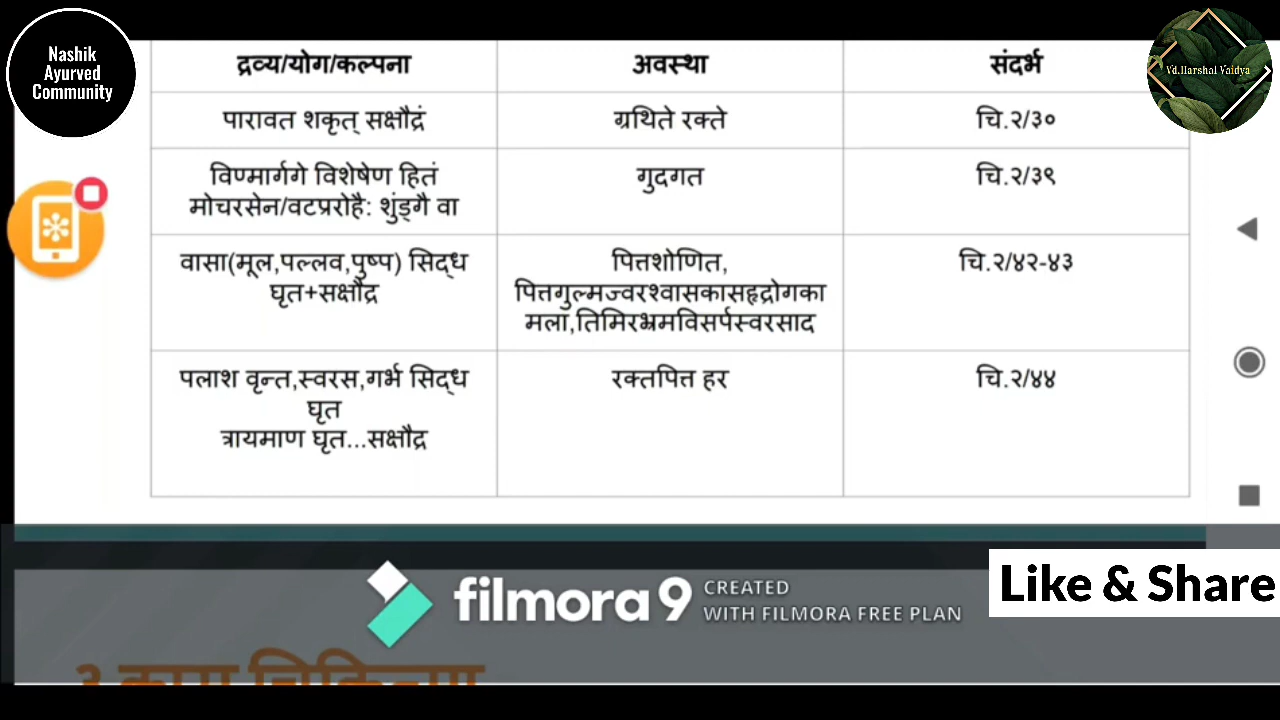 Nashik
Ayurved
Community
Vd.Harshal Vaidya
द्रव्य/योग/कल्पना
अवस्था
संदर्भ
पारावत शकृत् सक्षौद्रं
ग्रथिते रक्ते
चि.२/३०
विण्मार्गगे विशेषेण हितं
मोचरसेन/वटप्ररोहै: शुंड्गै वा
गुदगत
चि.२/३९
वासा(मूल,पल्लव,पुष्प) सिद्ध
घृत+सक्षौद्र
पित्तशोणित,
पित्तगुल्मज्वरश्वासकासहृद्रोगका
मला,तिमिरभ्रमविसर्पस्वरसाद
चि.२/४२-४३
पलाश वृन्त,स्वरस,गर्भ सिद्ध
घृत
त्रायमाण घृत...सक्षौद्र
रक्तपित्त हर
चि.२/४४
filmora 9
CREATED
WITH FILMORA FREE PLAN
Like & Share